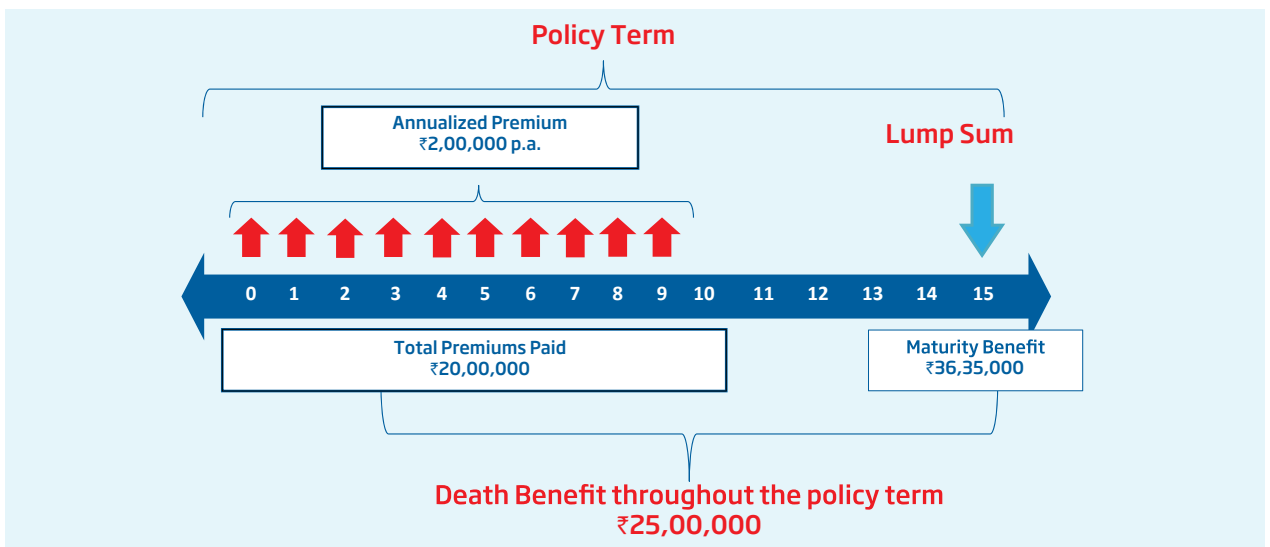 Policy Term
Annualized Premium
₹2,00,000 p.a.
Lump Sum
0 1 2 3 4 5 6 7 8 9 10 11 12 13 14 15
Total Premiums Paid
₹20,00,000
Maturity Benefit
₹36,35,000
Death Benefit throughout the policy term
₹25,00,000